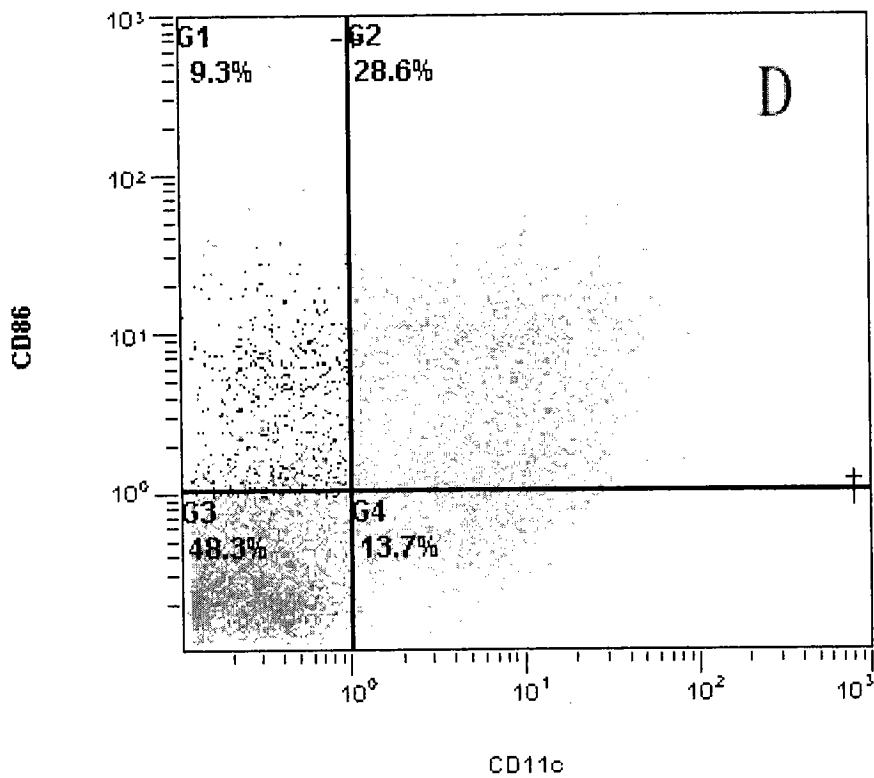 10³
G1
G2
9.3%
28.6%
D
10²
CD86
10¹
10⁰
G3
G4
48.3%
13.7%
10⁰
10¹
10²
10³
CD11c